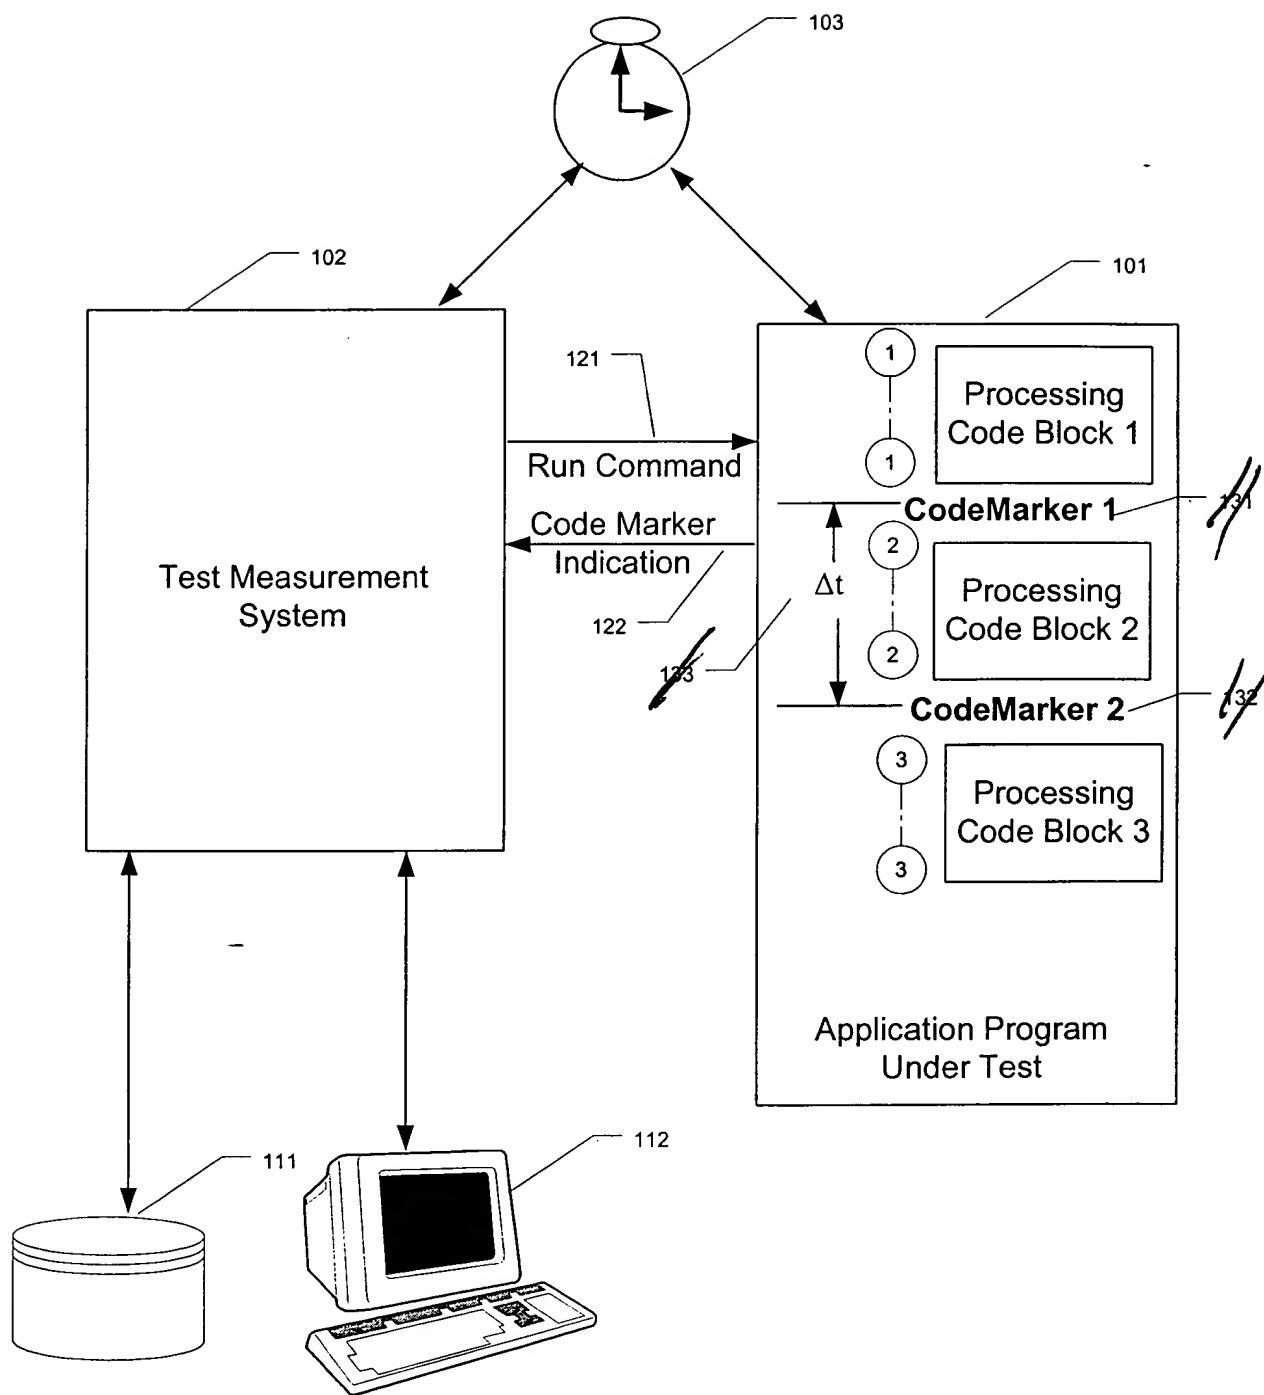 103
102
101
121
1
Processing
Code Block 1
1
Run Command
CodeMarker 1
131
Code Marker
Indication
2
Processing
Code Block 2
Δt
2
Test Measurement
System
122
133
CodeMarker 2
132
3
Processing
Code Block 3
3
Application Program
Under Test
111
112